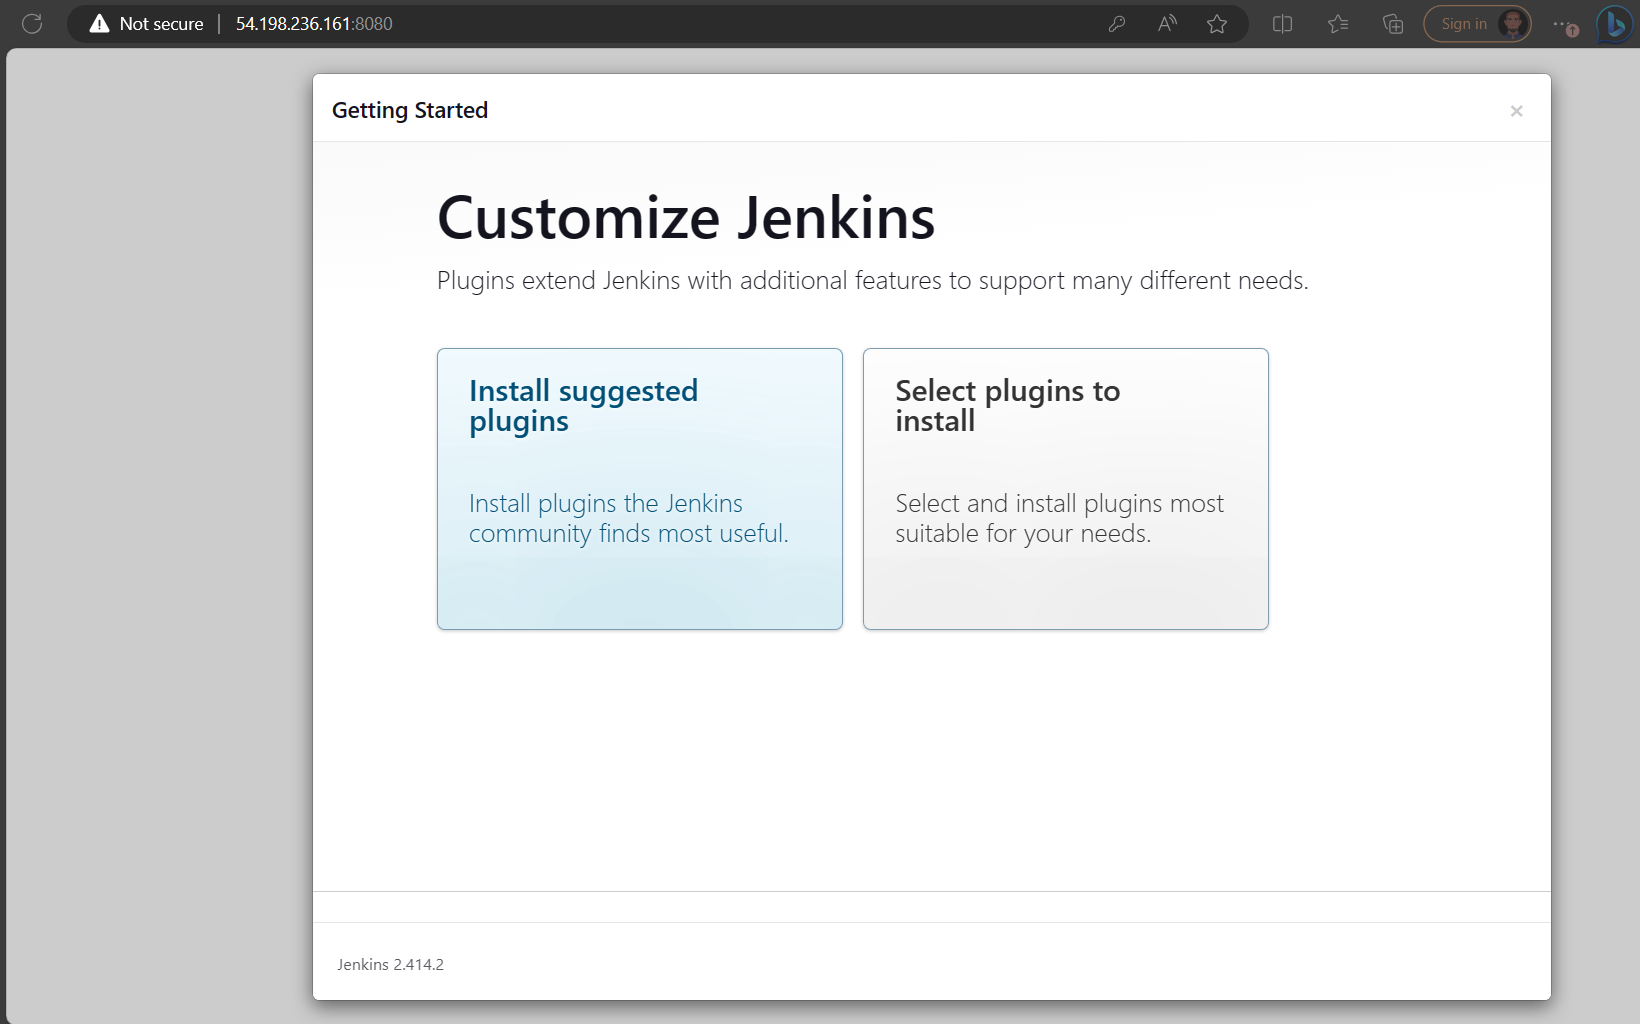 Not secure
54.198.236.161:8080
Sign in
Getting Started
×
Customize Jenkins
Plugins extend Jenkins with additional features to support many different needs.
Install suggested
plugins
Install plugins the Jenkins
community finds most useful.
Select plugins to
install
Select and install plugins most
suitable for your needs.
Jenkins 2.414.2